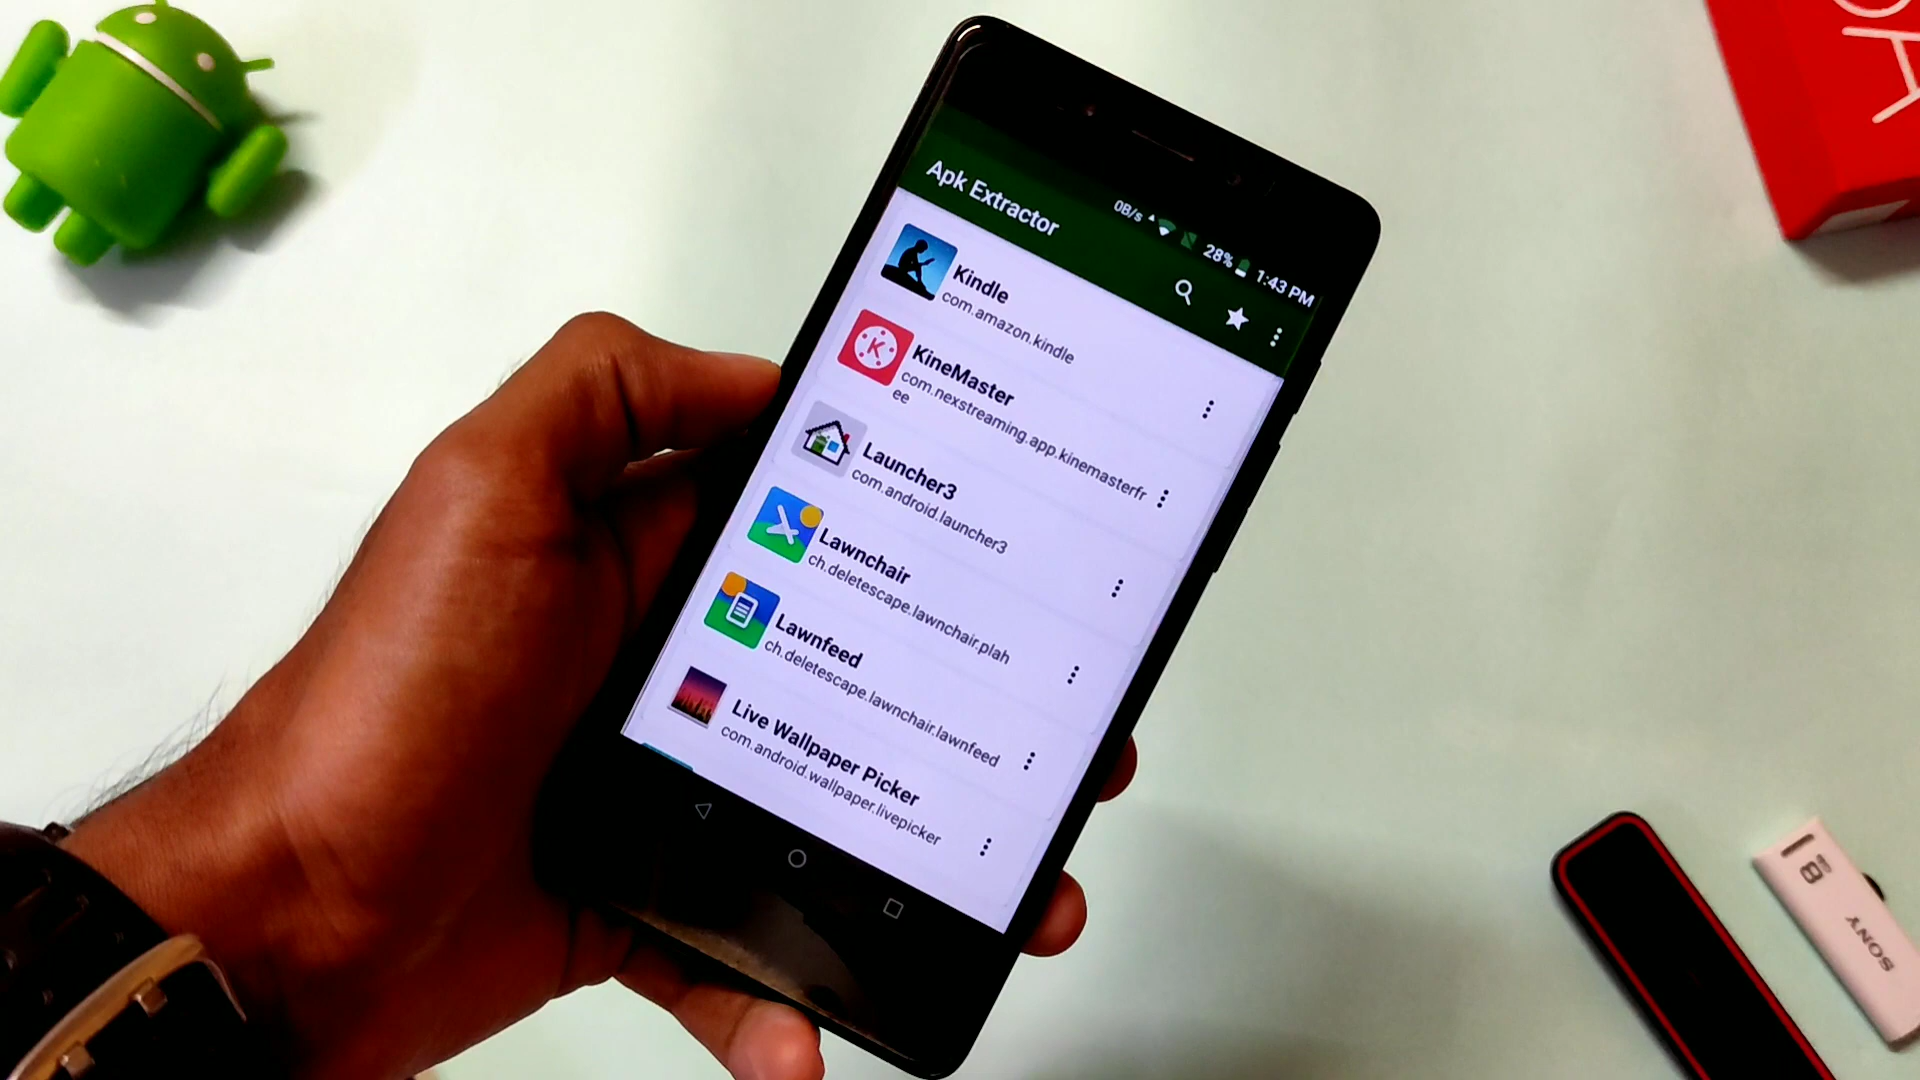 0B/s 28% 1:43 PM
Apk Extractor
Kindle
com.amazon.kindle
K
KineMaster
com.nexstreaming.app.kinemasterfr
ee
Launcher3
com.android.launcher3
Lawnchair
ch.deletescape.lawnchair.plah
Lawnfeed
ch.deletescape.lawnchair.lawnfeed
Live Wallpaper Picker
com.android.wallpaper.livepicker
8 GB
SONY